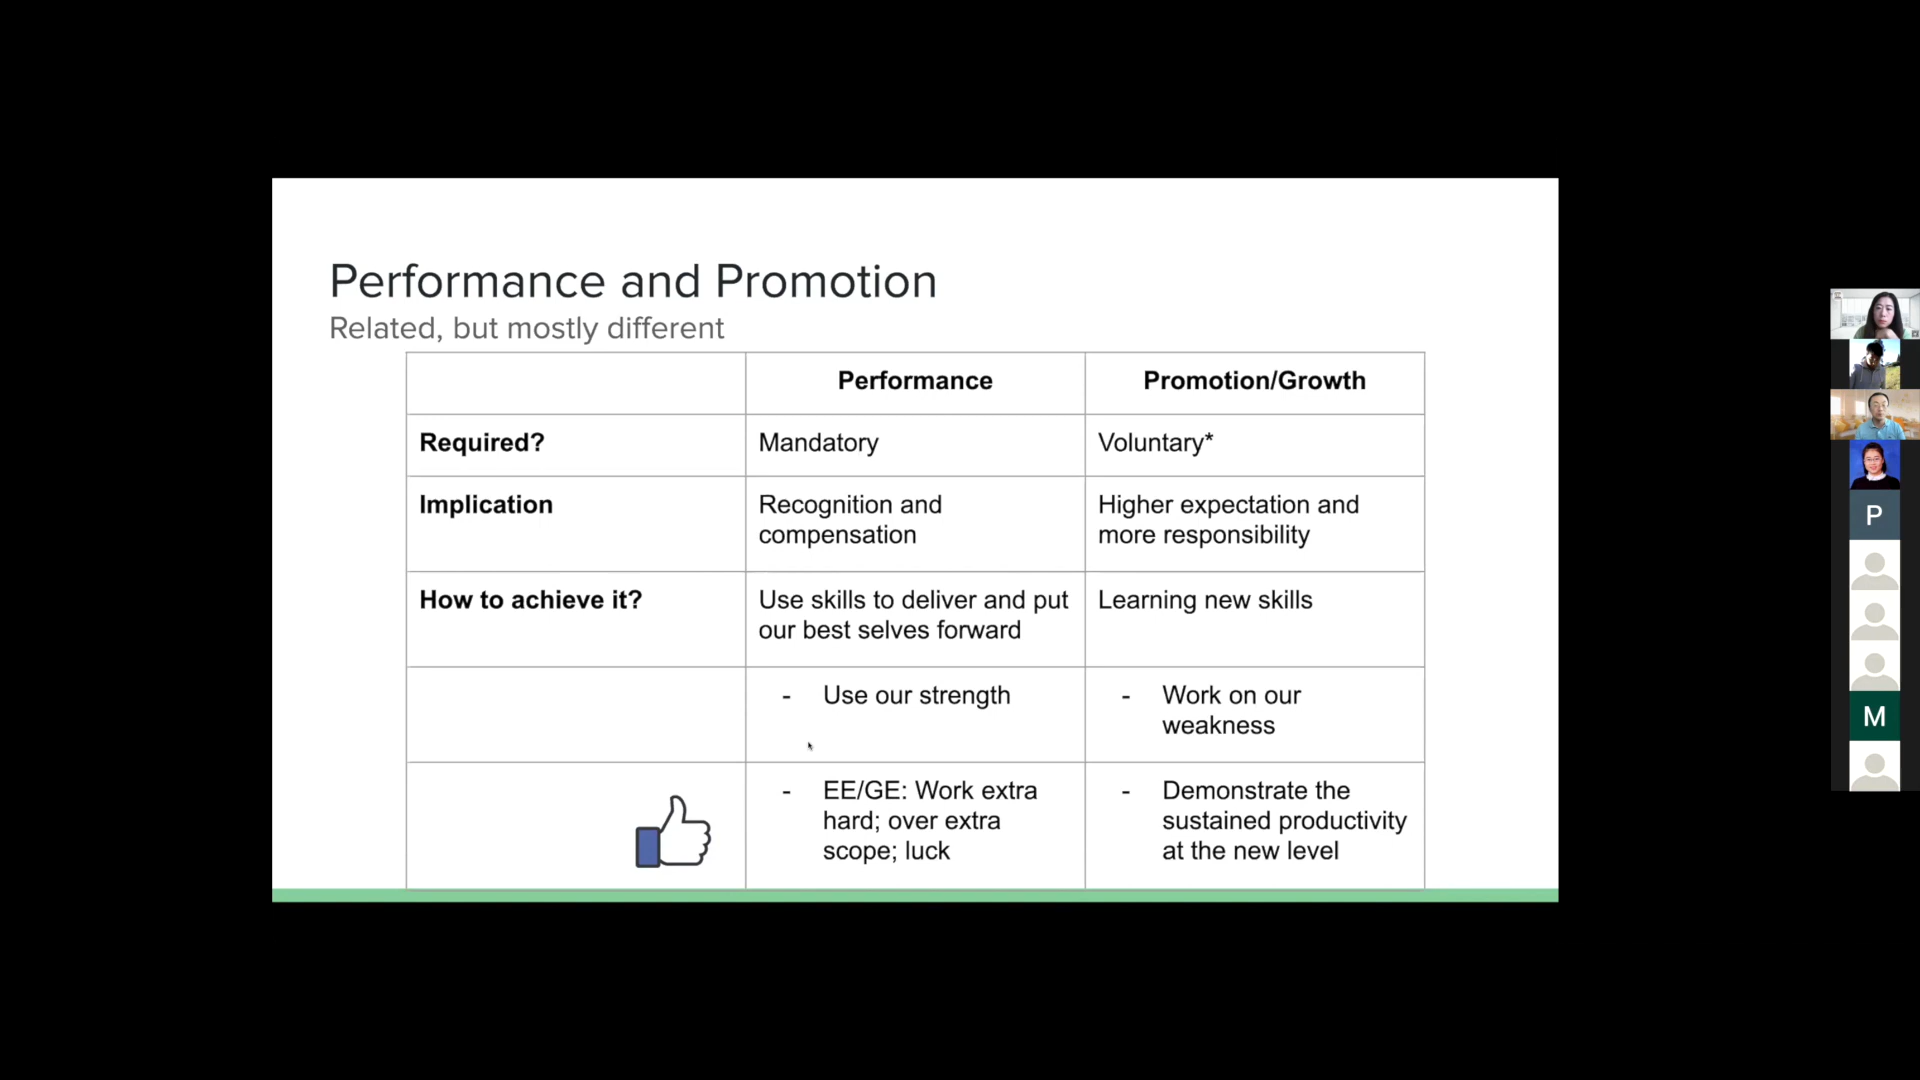 Performance and Promotion
Related, but mostly different
Performance
Promotion/Growth
Required?
Mandatory
Voluntary*
Implication
Recognition and
compensation
Higher expectation and
more responsibility
How to achieve it?
Use skills to deliver and put
our best selves forward
Learning new skills
- Use our strength
- Work on our
weakness
- EE/GE: Work extra
hard; over extra
scope; luck
- Demonstrate the
sustained productivity
at the new level
P
M